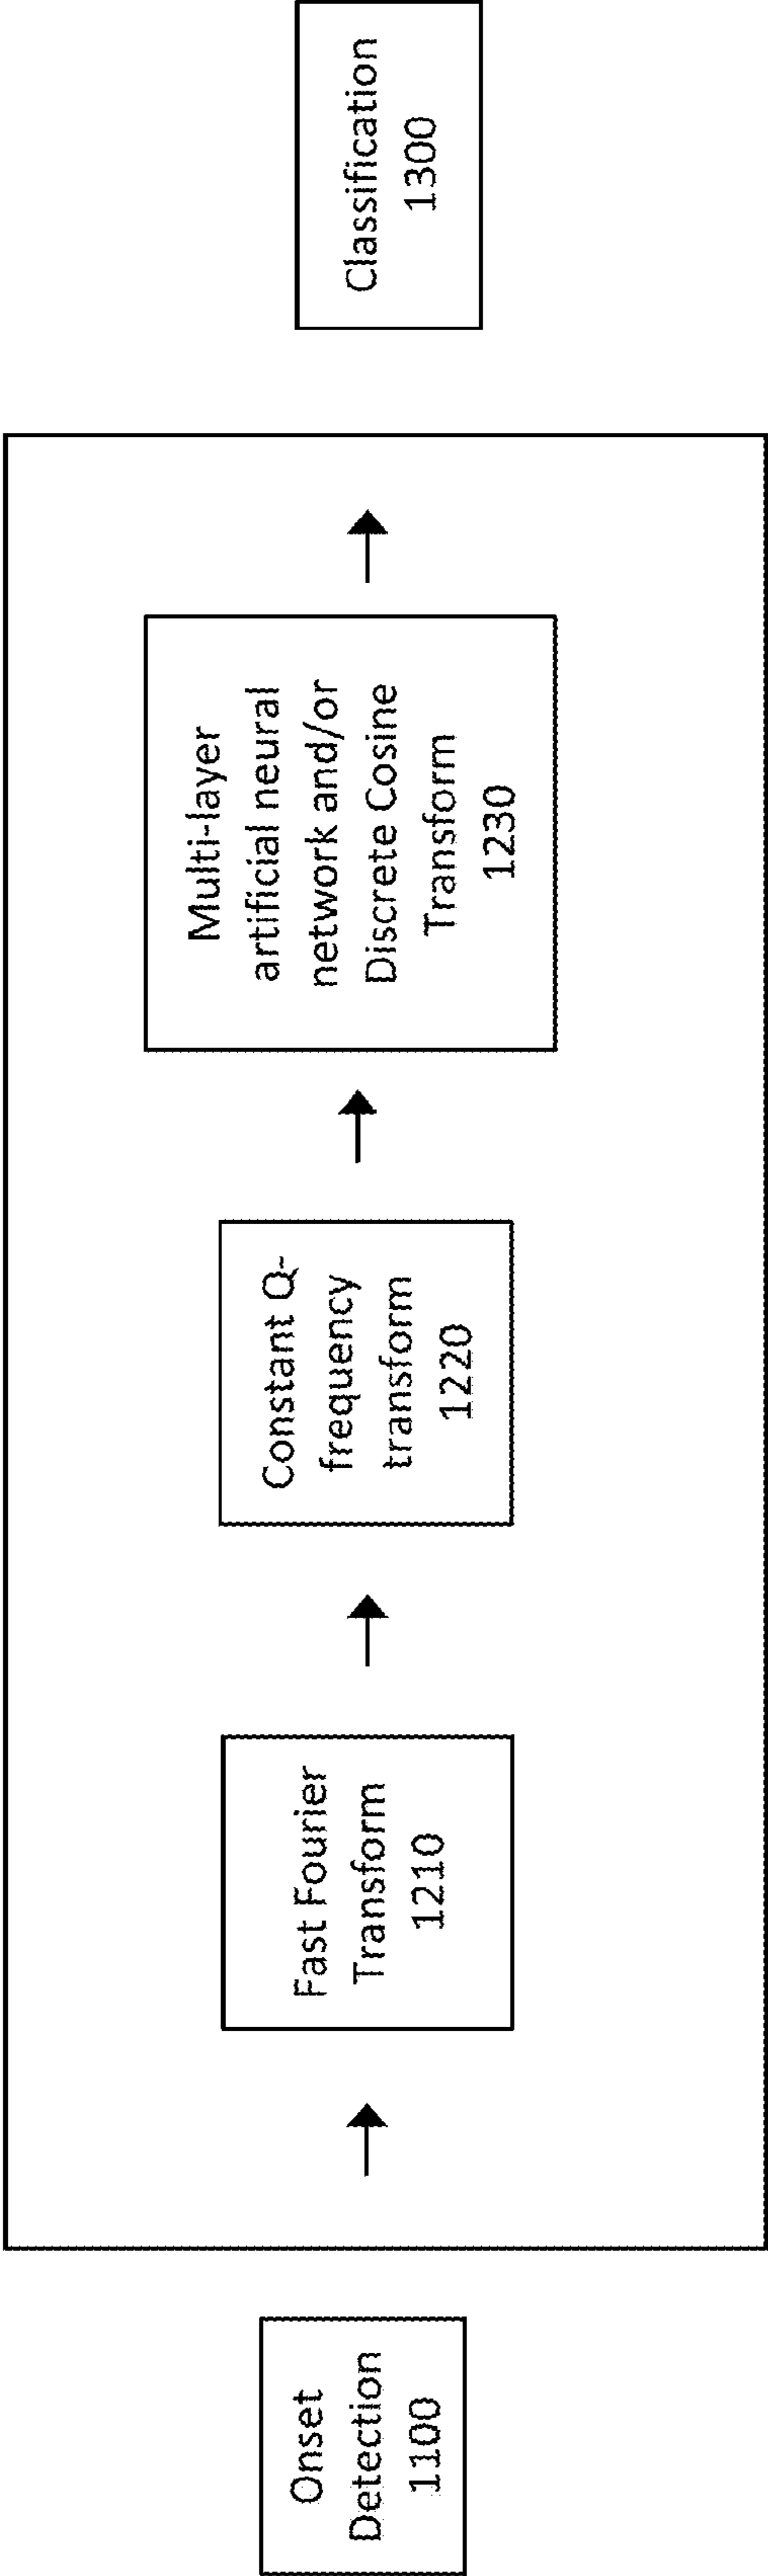 Onset
Detection
1100
Fast Fourier
Transform
1210
Constant Q-
frequency
transform
1220
Multi-layer
artificial neural
network and/or
Discrete Cosine
Transform
1230
Classification
1300